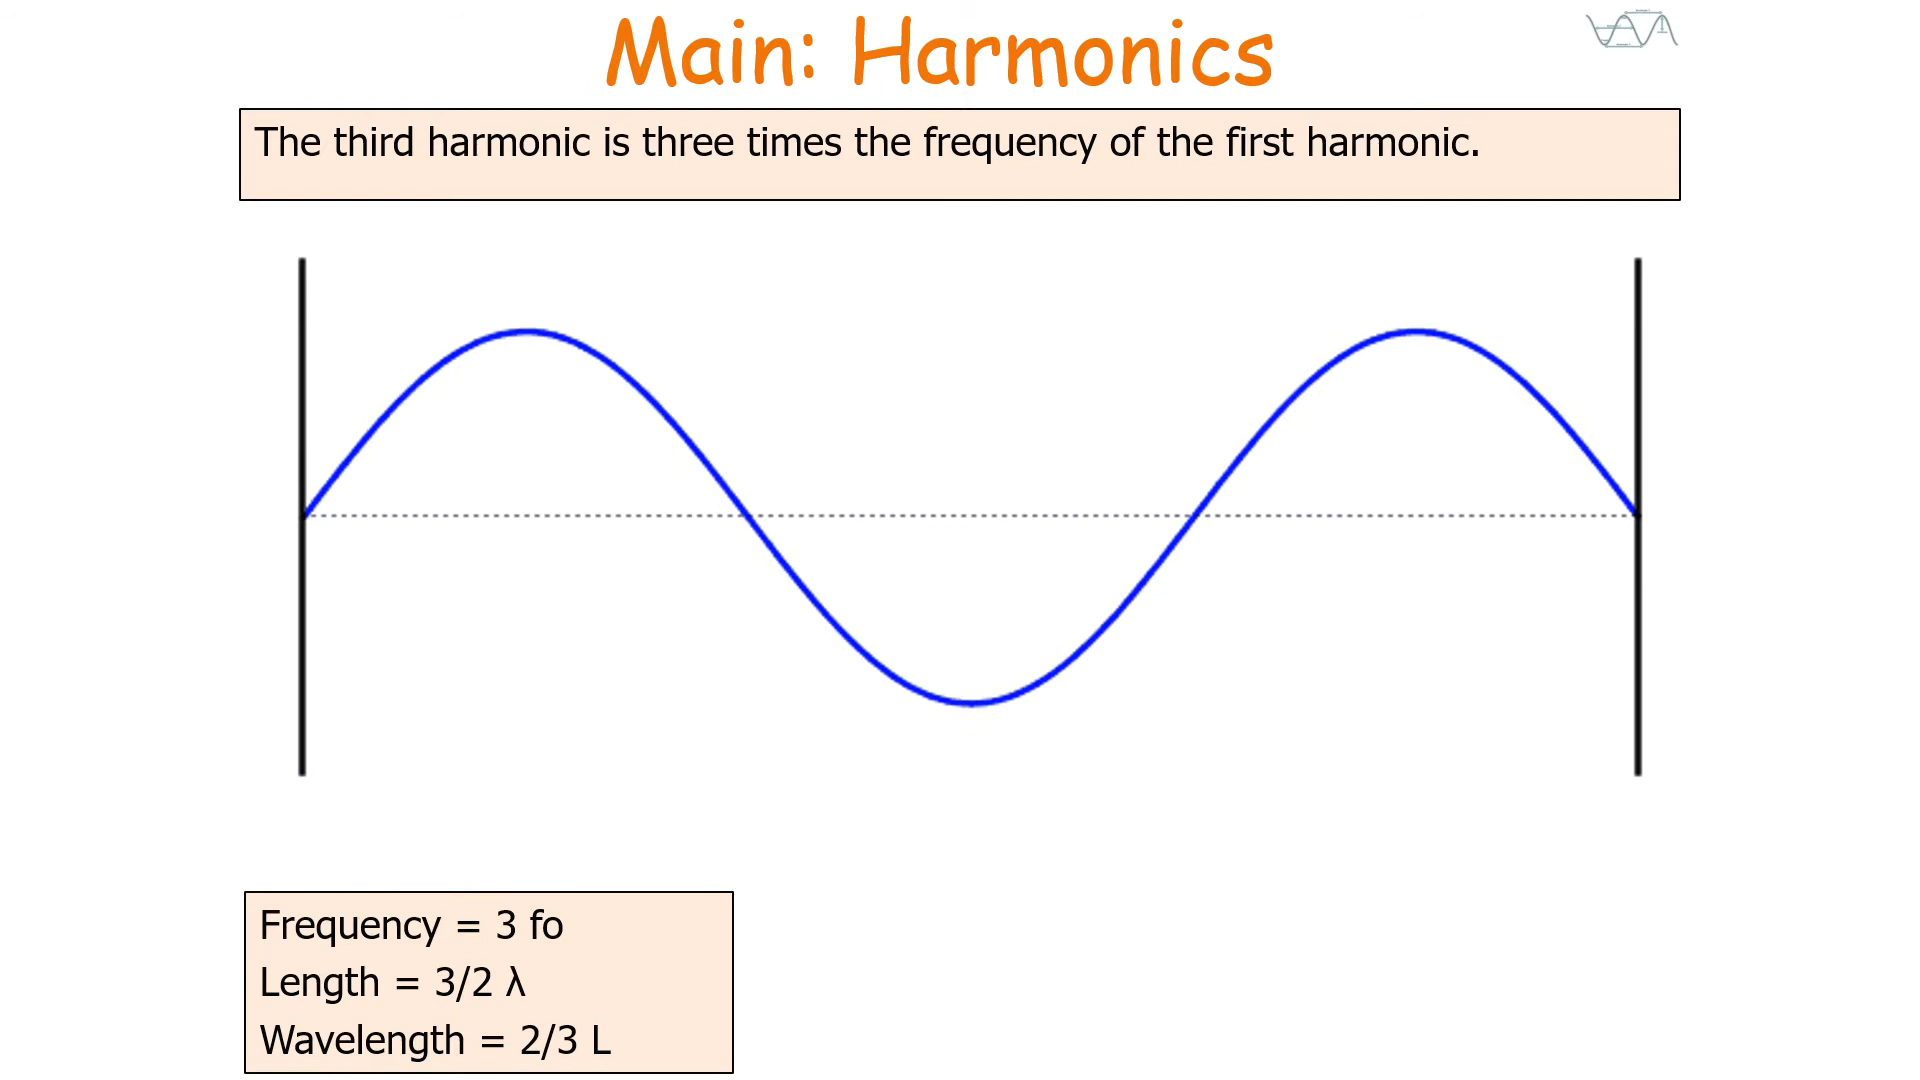 Main: Harmonics
The third harmonic is three times the frequency of the first harmonic.
Frequency = 3 fo
Length = 3/2 λ
Wavelength = 2/3 L